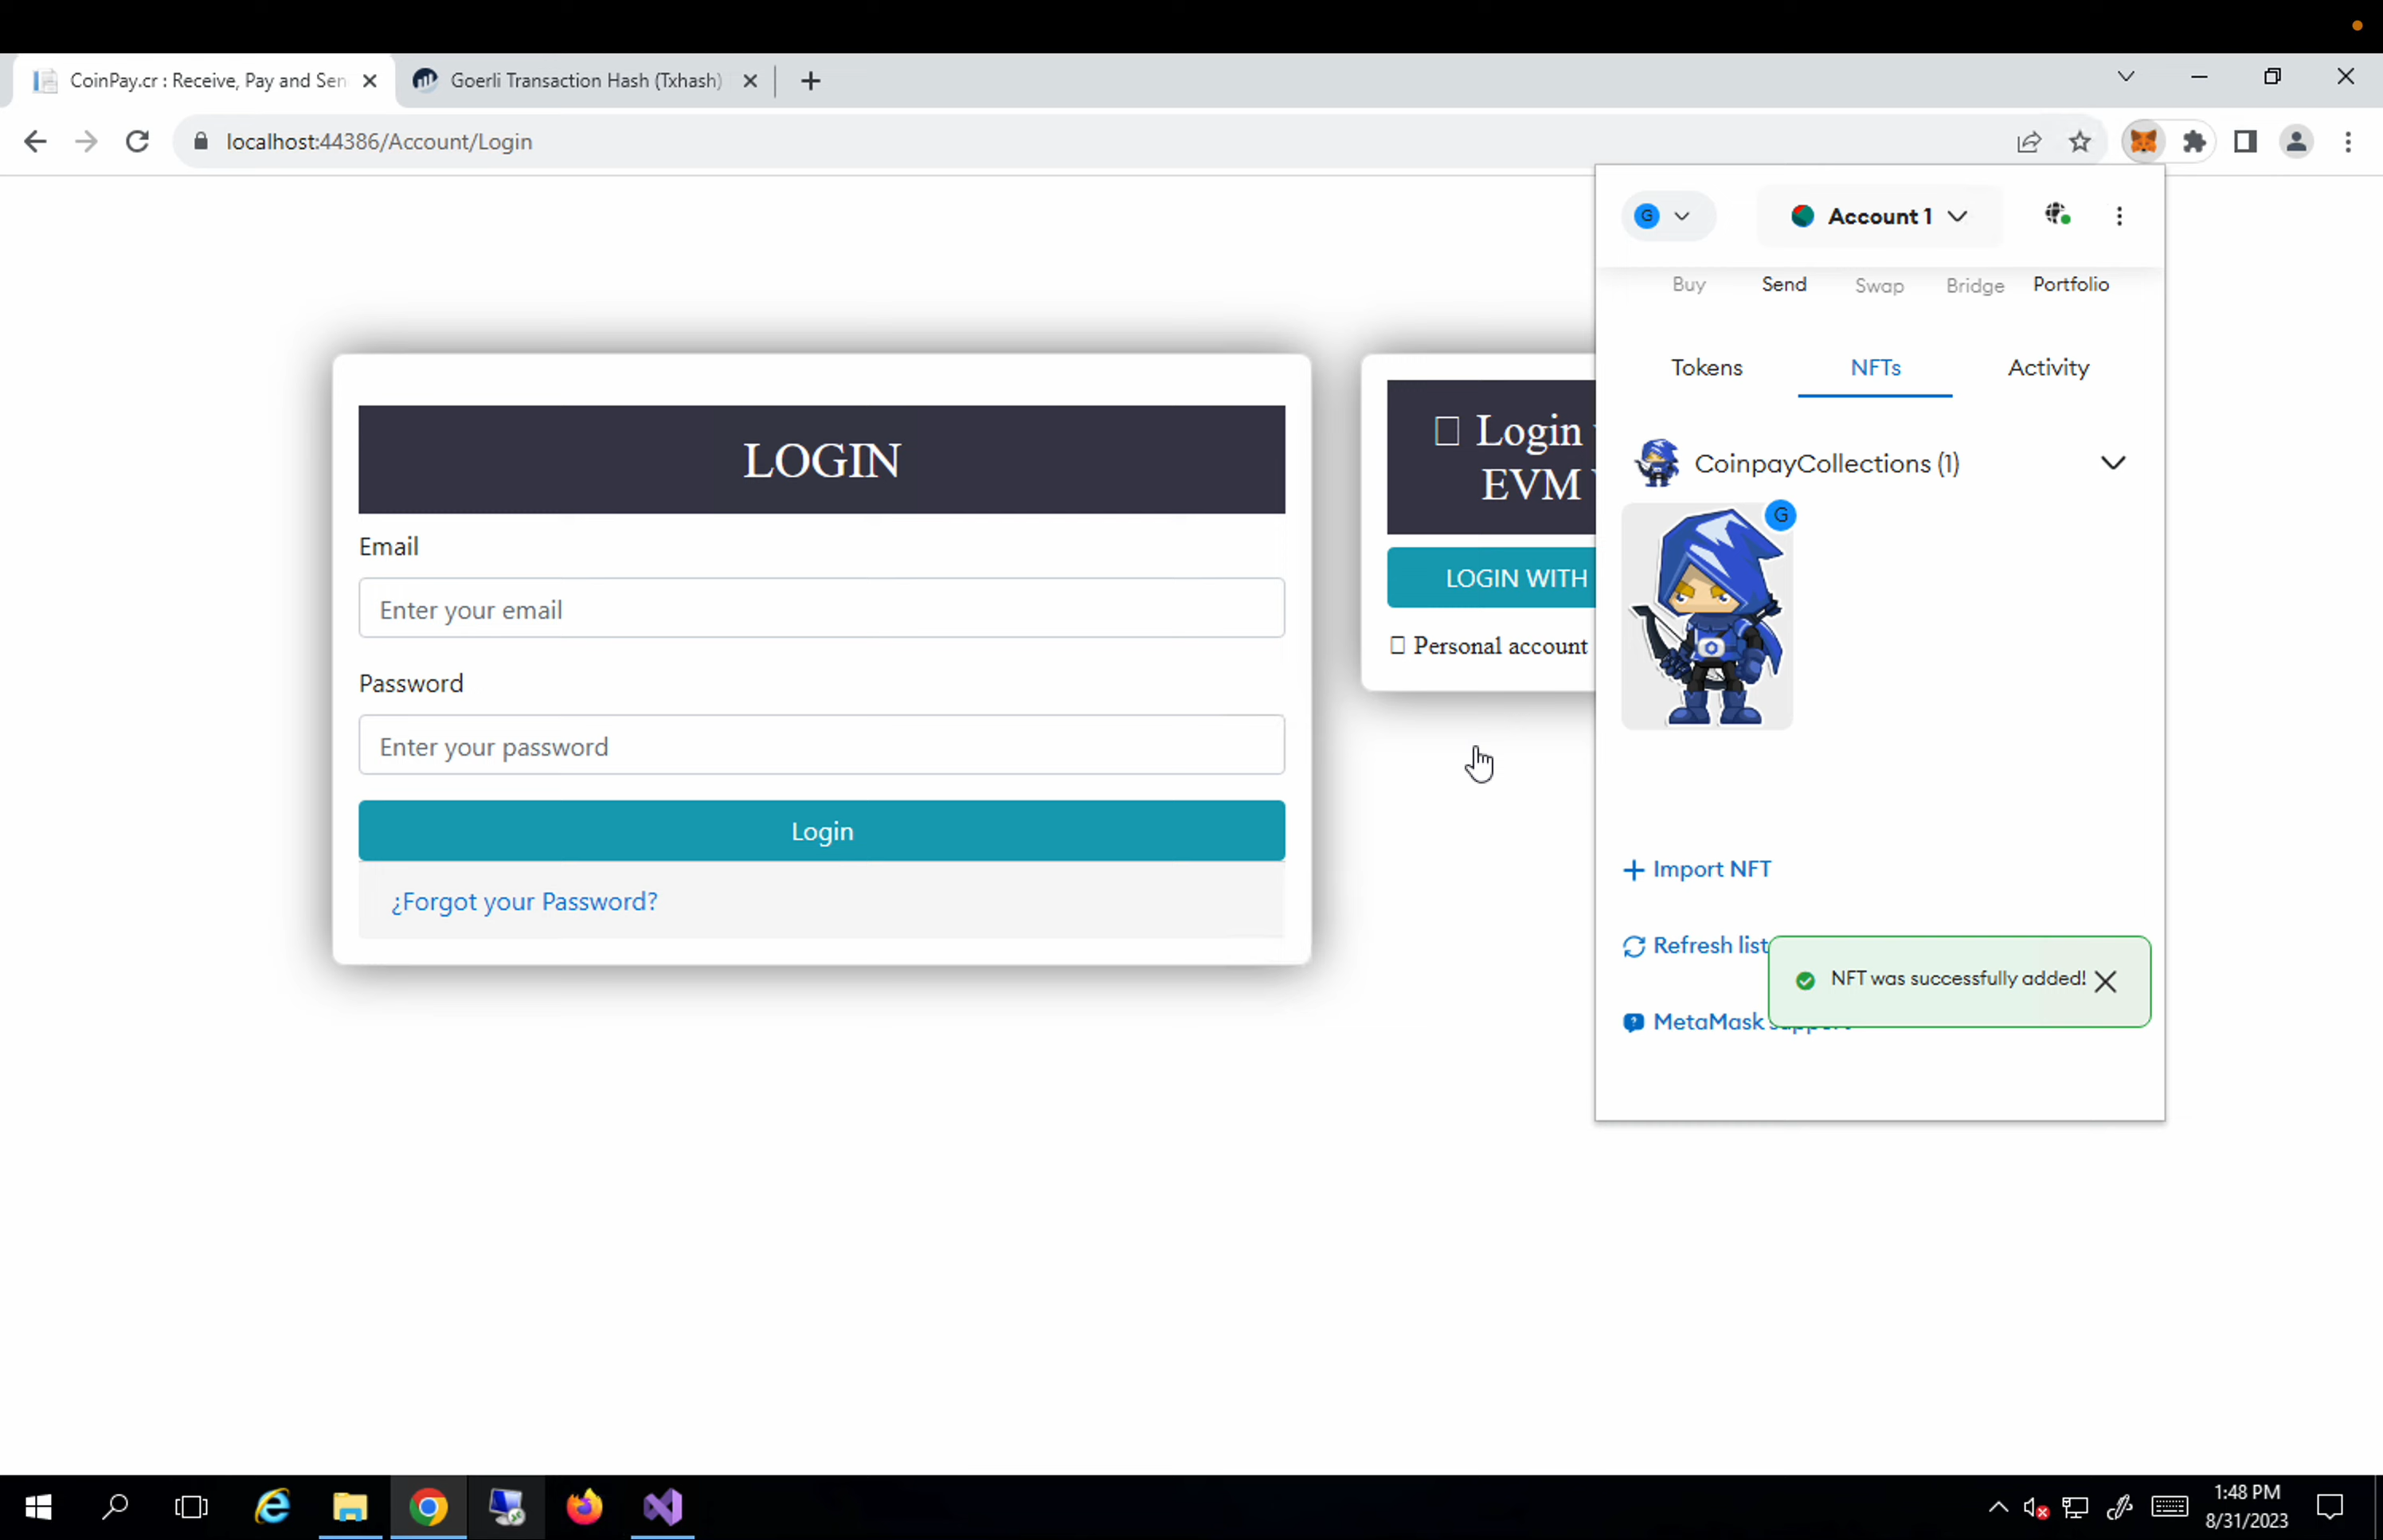 CoinPay.cr : Receive, Pay and Sen
Goerli Transaction Hash (Txhash)
localhost:44386/Account/Login
G
Account 1
Buy
Send
Swap
Bridge
Portfolio
Tokens
NFTs
Activity
CoinpayCollections (1)
G
Import NFT
Refresh list
NFT was successfully added!
MetaMask support
LOGIN
Email
Enter your email
Password
Enter your password
Login
¿Forgot your Password?
Login
EVM
LOGIN WITH
Personal account
1:48 PM
8/31/2023